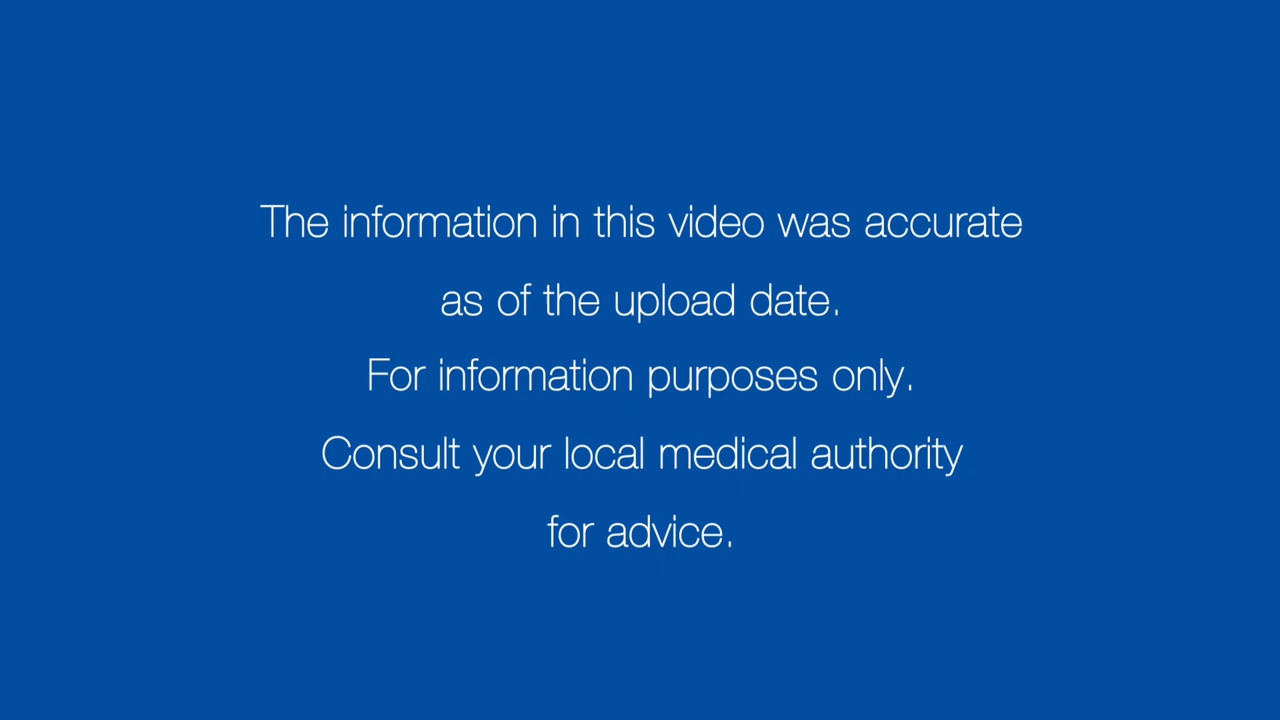 The information in this video was accurate
as of the upload date.
For information purposes only.
Consult your local medical authority
for advice.